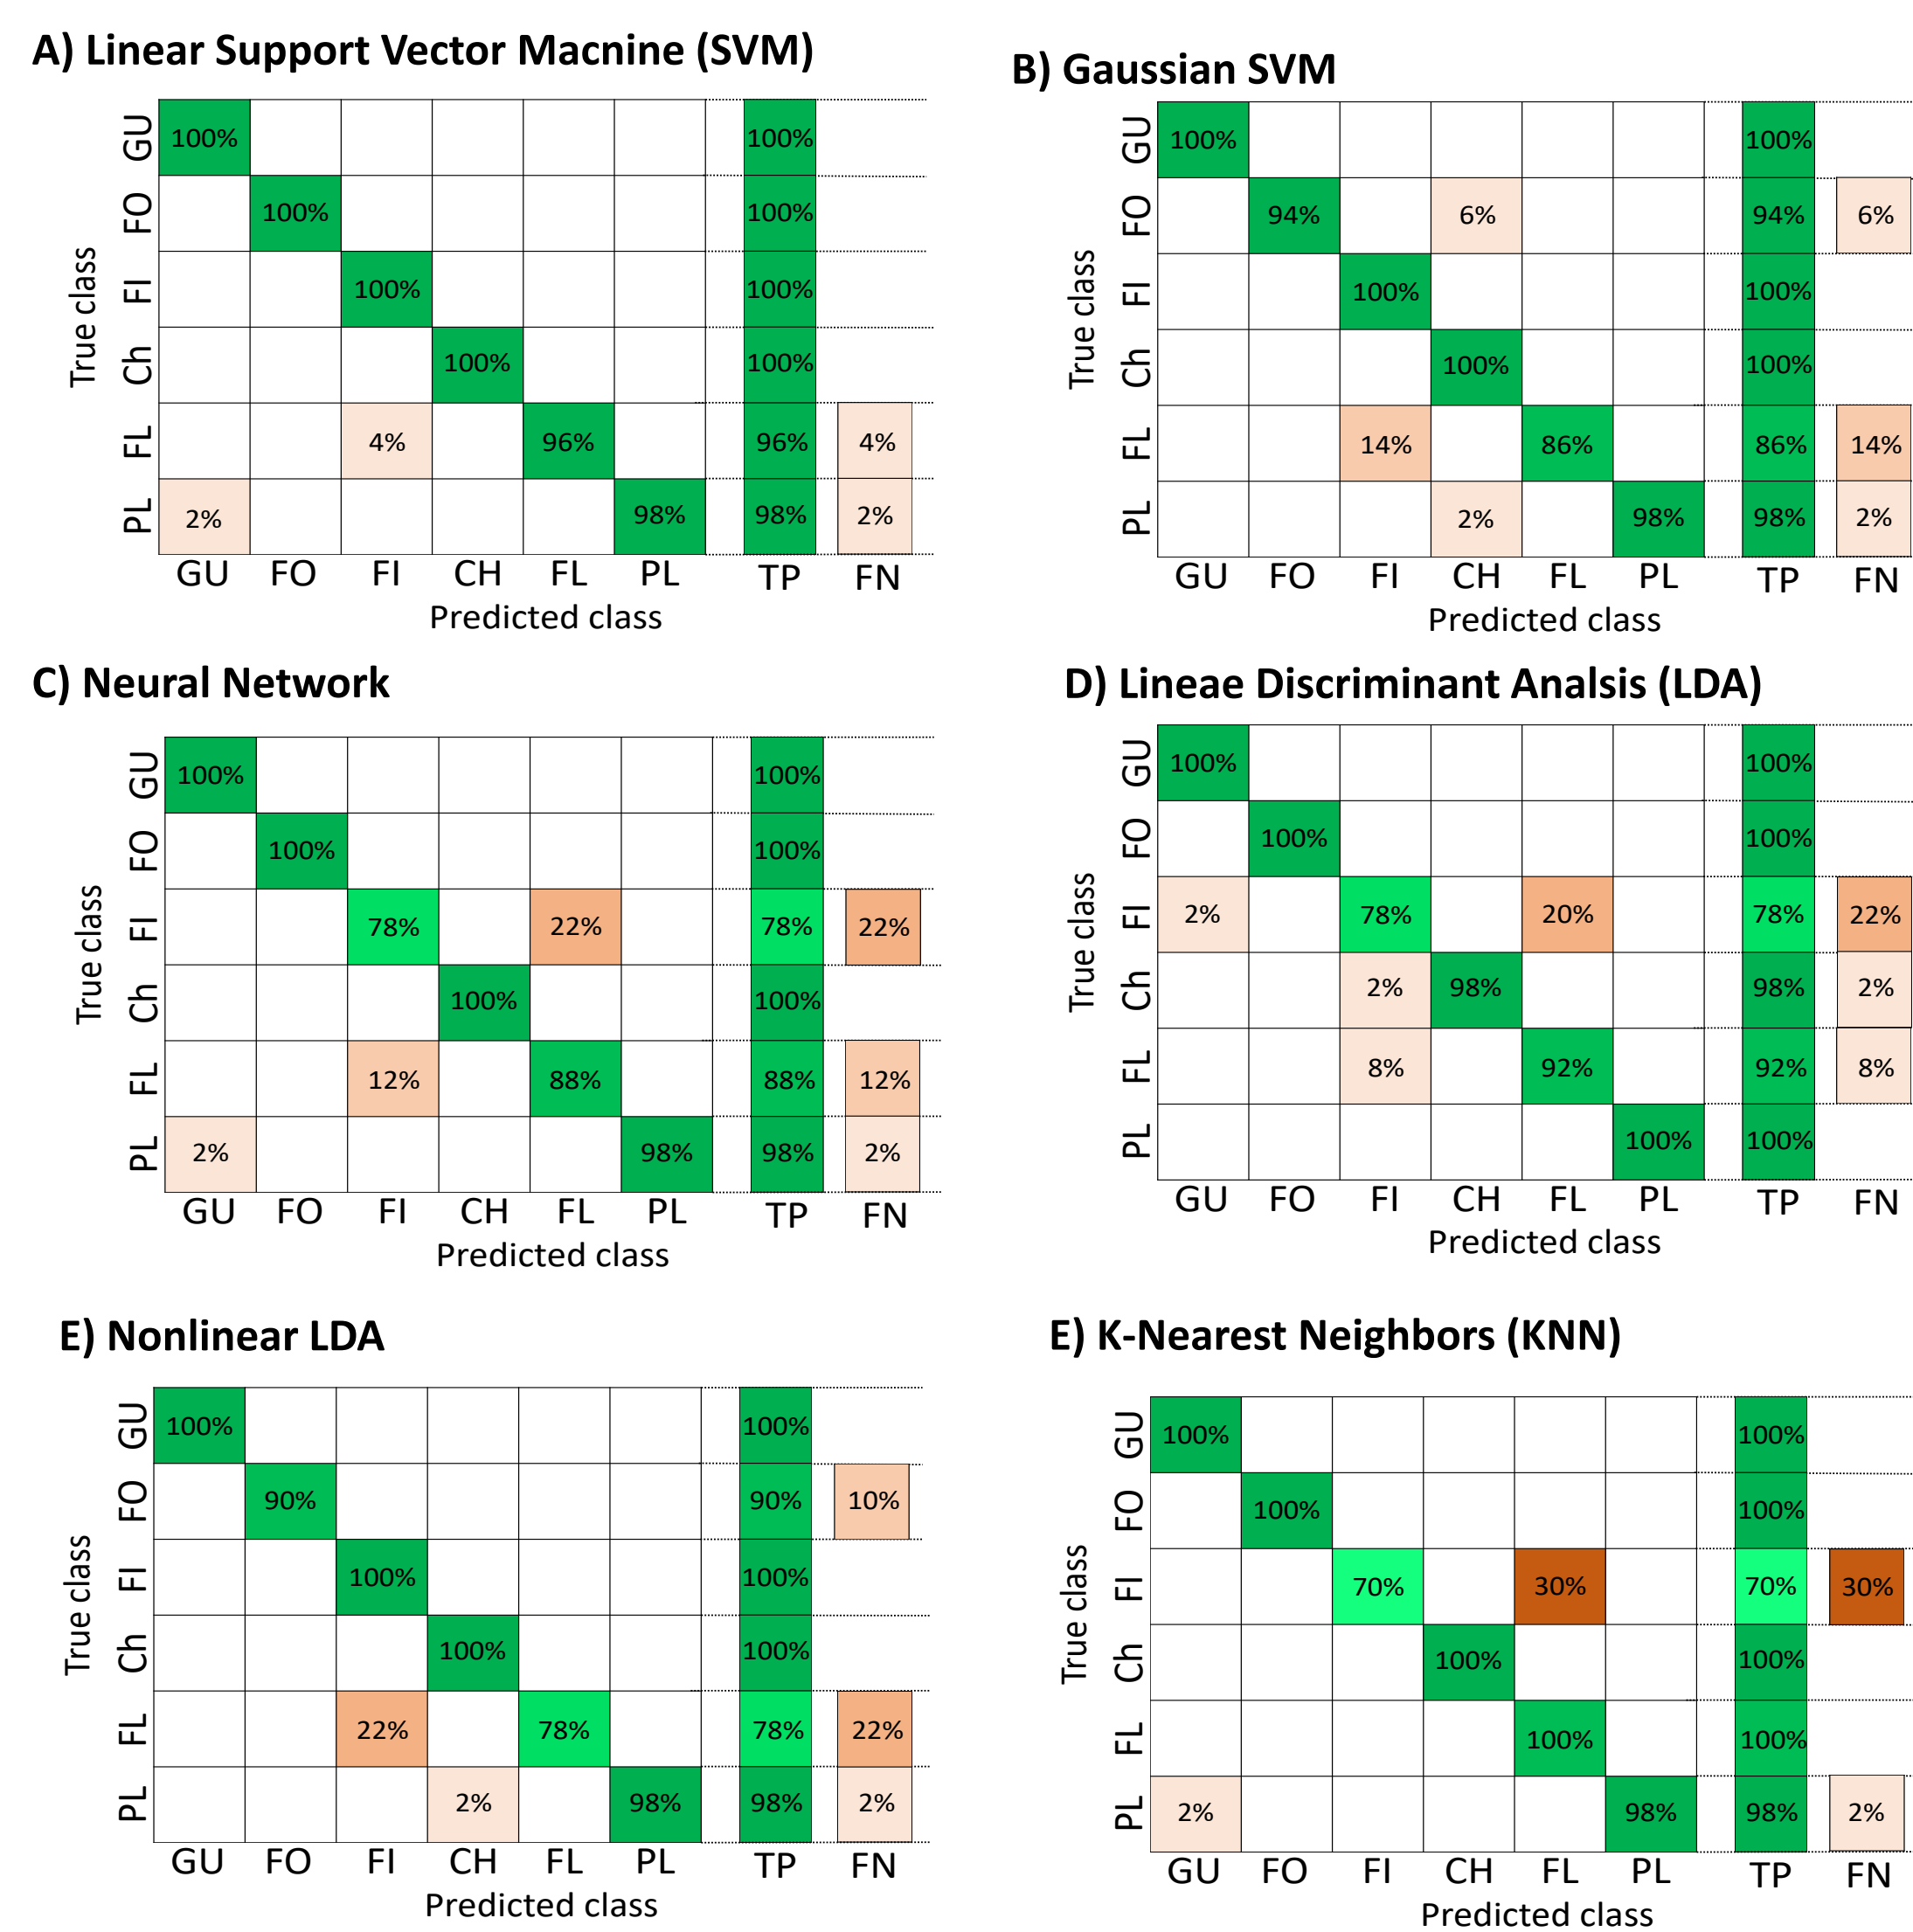 A) Linear Support Vector Macnine (SVM)
True class
GU 100% 100%
FO 100% 100%
FI 100% 100%
Ch 100% 100%
FL 4% 96% 96% 4%
PL 2% 98% 98% 2%
GU FO FI CH FL PL TP FN
Predicted class
B) Gaussian SVM
True class
GU 100% 100%
FO 94% 6% 94% 6%
FI 100% 100%
Ch 100% 100%
FL 14% 86% 86% 14%
PL 2% 98% 98% 2%
GU FO FI CH FL PL TP FN
Predicted class
C) Neural Network
True class
GU 100% 100%
FO 100% 100%
FI 78% 22% 78% 22%
Ch 100% 100%
FL 12% 88% 88% 12%
PL 2% 98% 98% 2%
GU FO FI CH FL PL TP FN
Predicted class
D) Lineae Discriminant Analsis (LDA)
True class
GU 100% 100%
FO 100% 100%
FI 2% 78% 20% 78% 22%
Ch 2% 98% 98% 2%
FL 8% 92% 92% 8%
PL 100% 100%
GU FO FI CH FL PL TP FN
Predicted class
E) Nonlinear LDA
True class
GU 100% 100%
FO 90% 90% 10%
FI 100% 100%
Ch 100% 100%
FL 22% 78% 78% 22%
PL 2% 98% 98% 2%
GU FO FI CH FL PL TP FN
Predicted class
E) K-Nearest Neighbors (KNN)
True class
GU 100% 100%
FO 100% 100%
FI 70% 30% 70% 30%
Ch 100% 100%
FL 100% 100%
PL 2% 98% 98% 2%
GU FO FI CH FL PL TP FN
Predicted class